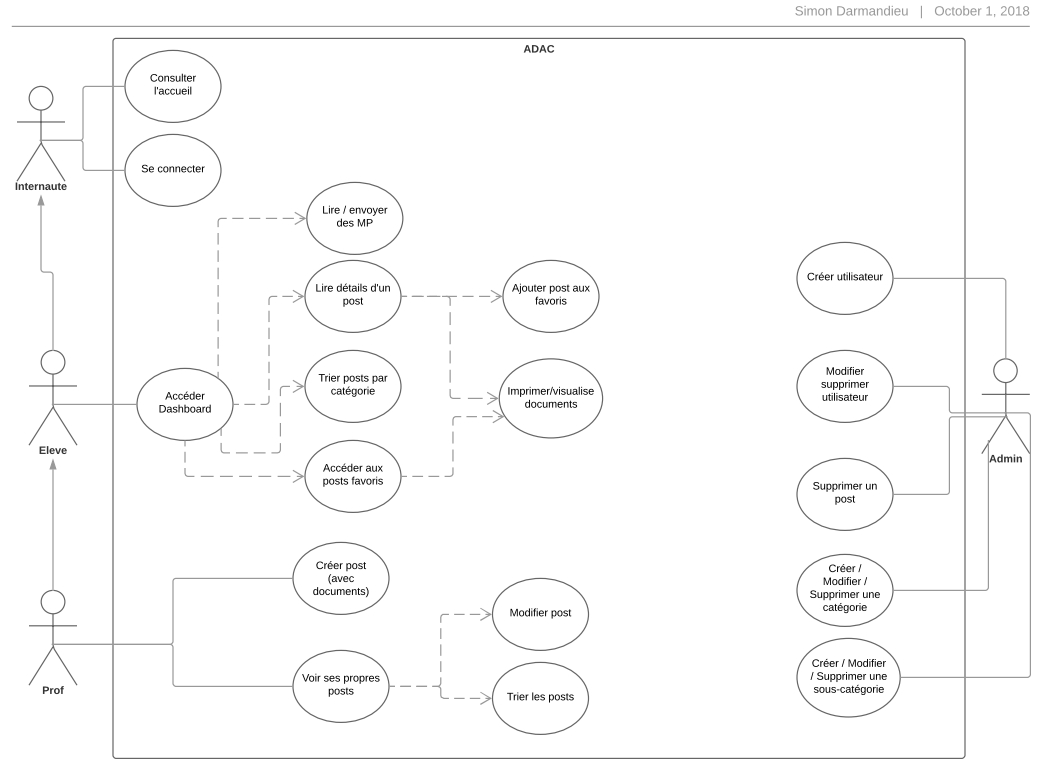 Simon Darmandieu | October 1, 2018
ADAC
Consulter
l'accueil
Se connecter
Internaute
Lire / envoyer
des MP
Lire détails d'un
post
Ajouter post aux
favoris
Trier posts par
catégorie
Imprimer/visualise
documents
Accéder
Dashboard
Eleve
Accéder aux
posts favoris
Créer utilisateur
Modifier
supprimer
utilisateur
Admin
Supprimer un
post
Créer post
(avec
documents)
Modifier post
Voir ses propres
posts
Trier les posts
Prof
Créer /
Modifier /
Supprimer une
catégorie
Créer / Modifier
/ Supprimer une
sous-catégorie